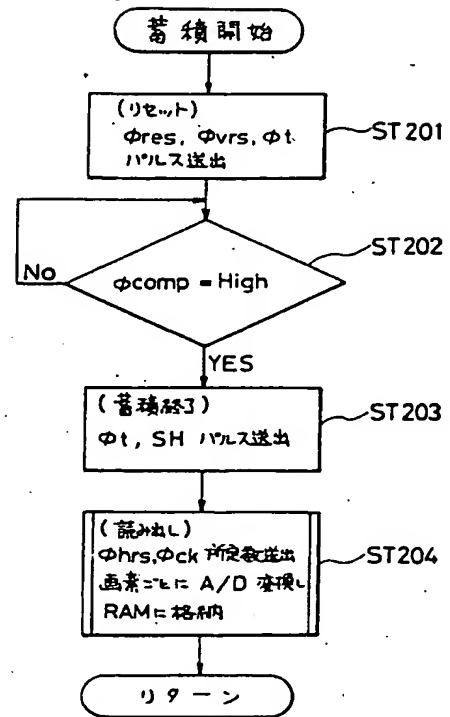 蓄積開始
(リセット)
φres, φvrs, φt
パルス送出
ST201
φcomp = High
ST202
No
YES
(蓄積終了)
φt, SH パルス送出
ST203
(読み出し)
φhrs, φck 所定数送出
画素ごとに A/D 変換し
RAMに格納
ST204
リターン